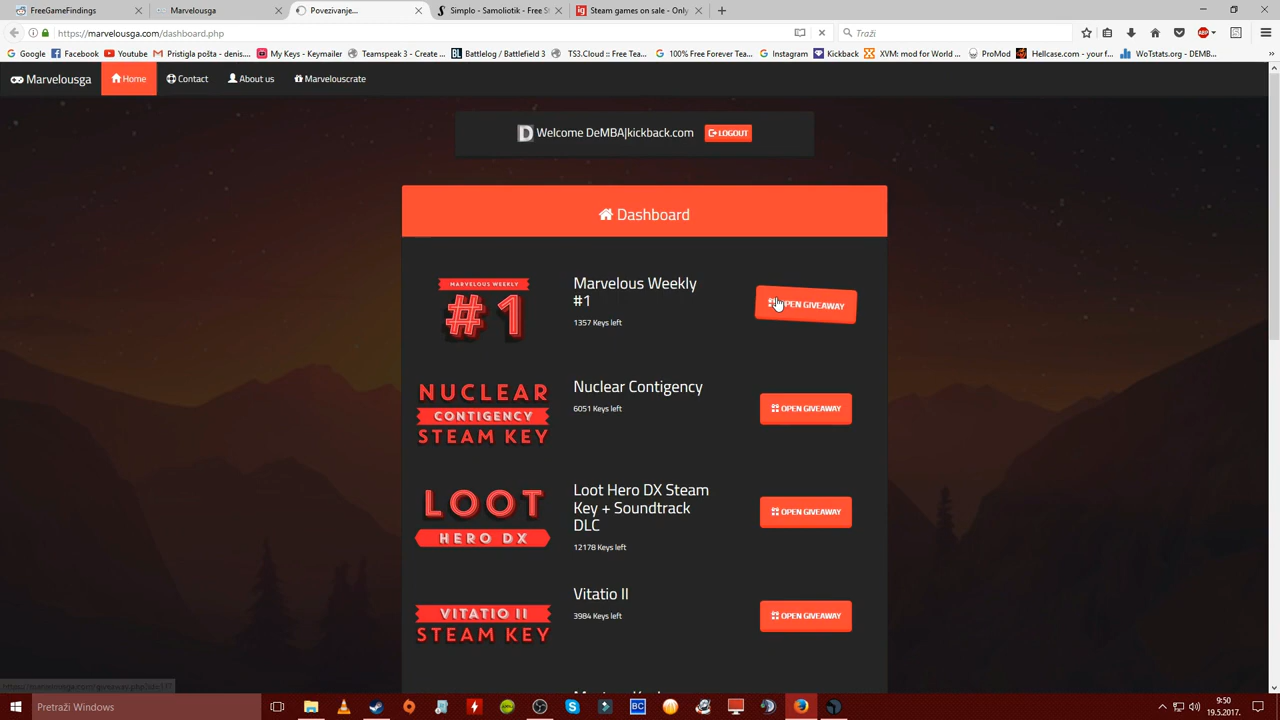 FreeGameFindings
Marvelousga
Povezivanje...
Simplo - Samoliotik - Free S
Steam games on sale - Only
https://marvelousga.com/dashboard.php
Traži
Google
Facebook
Youtube
Pristigla pošta - denis....
My Keys - Keymailer
Teamspeak 3 - Create ...
Battlelog / Battlefield 3
TS3.Cloud :: Free Tea...
100% Free Forever Tea...
Instagram
Kickback
XVM: mod for World ...
ProMod
Hellcase.com - your f...
WoTstats.org - DEMB...
Marvelousga
Home
Contact
About us
Marvelouscrate
Welcome DeMBA|kickback.com
LOGOUT
Dashboard
MARVELOUS WEEKLY
#1
Marvelous Weekly
#1
1357 Keys left
OPEN GIVEAWAY
NUCLEAR
CONTIGENCY
STEAM KEY
Nuclear Contigency
6051 Keys left
OPEN GIVEAWAY
LOOT
HERO DX
Loot Hero DX Steam
Key + Soundtrack
DLC
12178 Keys left
OPEN GIVEAWAY
VITATIO II
STEAM KEY
Vitatio II
3984 Keys left
OPEN GIVEAWAY
Pretraži Windows
9:50
19.5.2017.